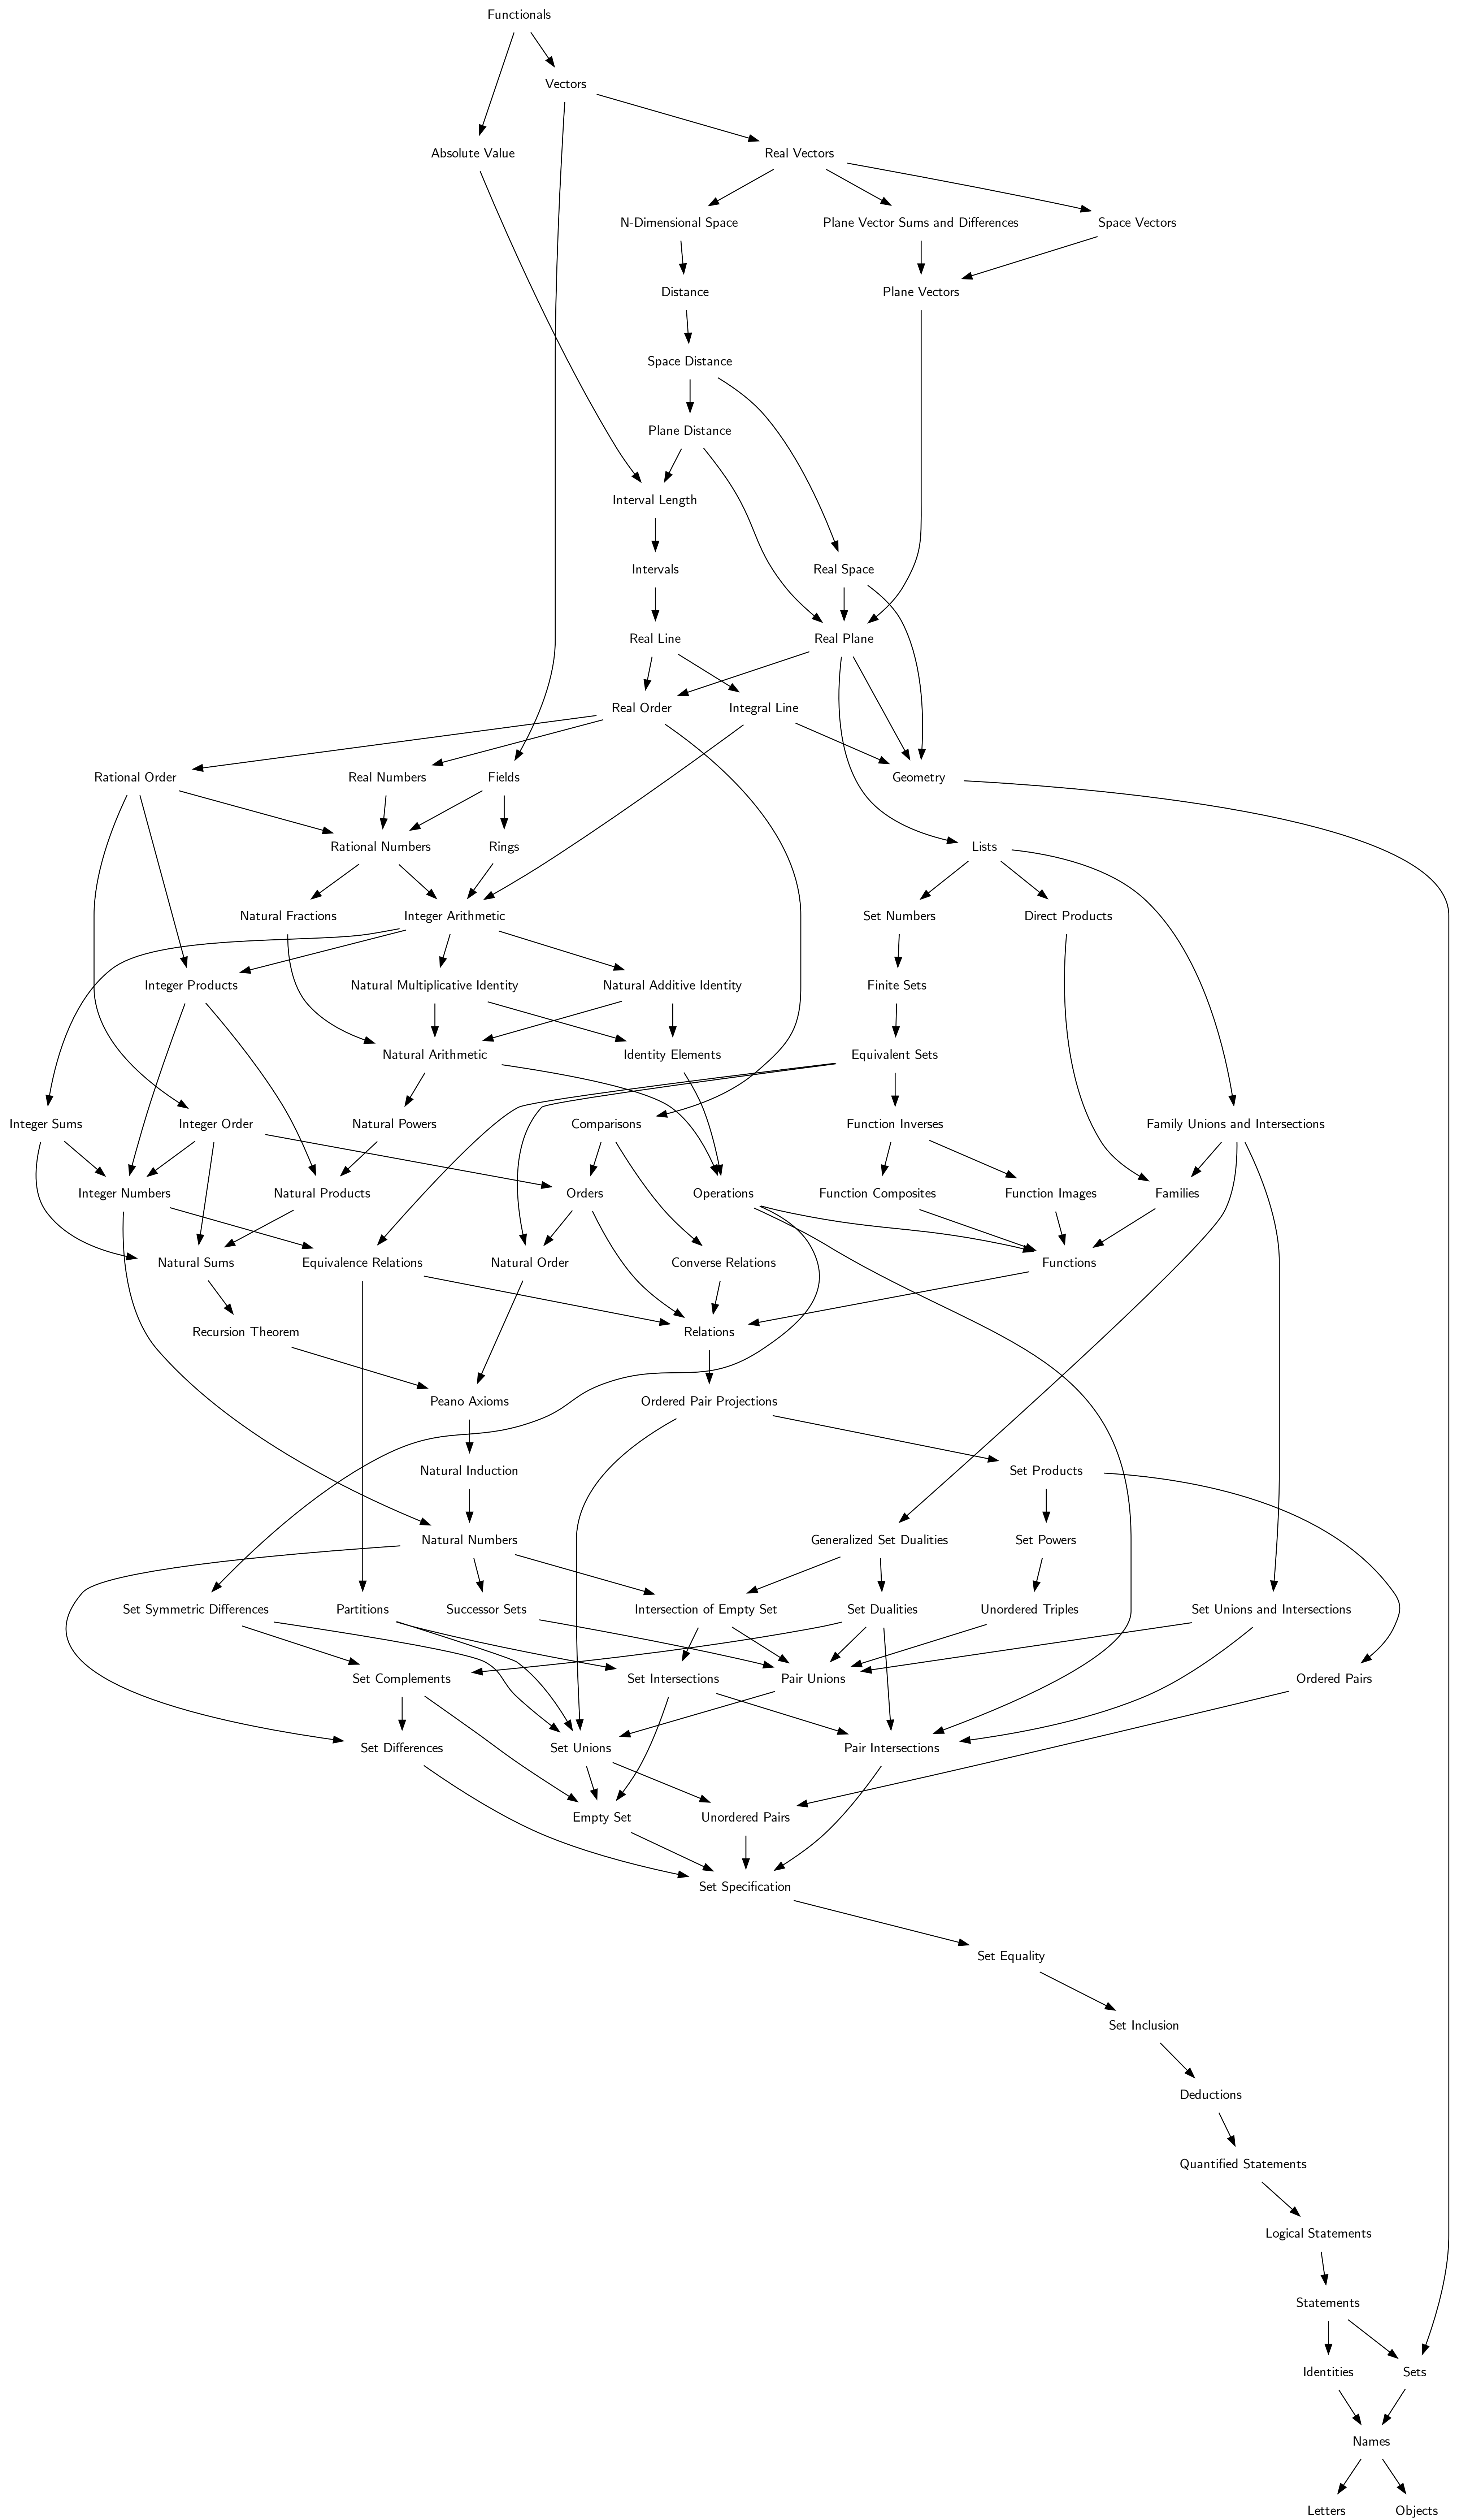 Functionals
Vectors
Absolute Value
Real Vectors
N-Dimensional Space
Plane Vector Sums and Differences
Space Vectors
Distance
Plane Vectors
Space Distance
Plane Distance
Interval Length
Intervals
Real Space
Real Line
Real Plane
Real Order
Integral Line
Rational Order
Real Numbers
Fields
Geometry
Rational Numbers
Rings
Lists
Natural Fractions
Integer Arithmetic
Set Numbers
Direct Products
Integer Products
Natural Multiplicative Identity
Natural Additive Identity
Finite Sets
Natural Arithmetic
Identity Elements
Equivalent Sets
Integer Sums
Integer Order
Natural Powers
Comparisons
Function Inverses
Family Unions and Intersections
Integer Numbers
Natural Products
Orders
Operations
Function Composites
Function Images
Families
Natural Sums
Equivalence Relations
Natural Order
Converse Relations
Functions
Recursion Theorem
Relations
Peano Axioms
Ordered Pair Projections
Natural Induction
Set Products
Natural Numbers
Generalized Set Dualities
Set Powers
Set Symmetric Differences
Partitions
Successor Sets
Intersection of Empty Set
Set Dualities
Unordered Triples
Set Unions and Intersections
Set Complements
Set Intersections
Pair Unions
Ordered Pairs
Set Differences
Set Unions
Pair Intersections
Empty Set
Unordered Pairs
Set Specification
Set Equality
Set Inclusion
Deductions
Quantified Statements
Logical Statements
Statements
Identities
Sets
Names
Letters
Objects